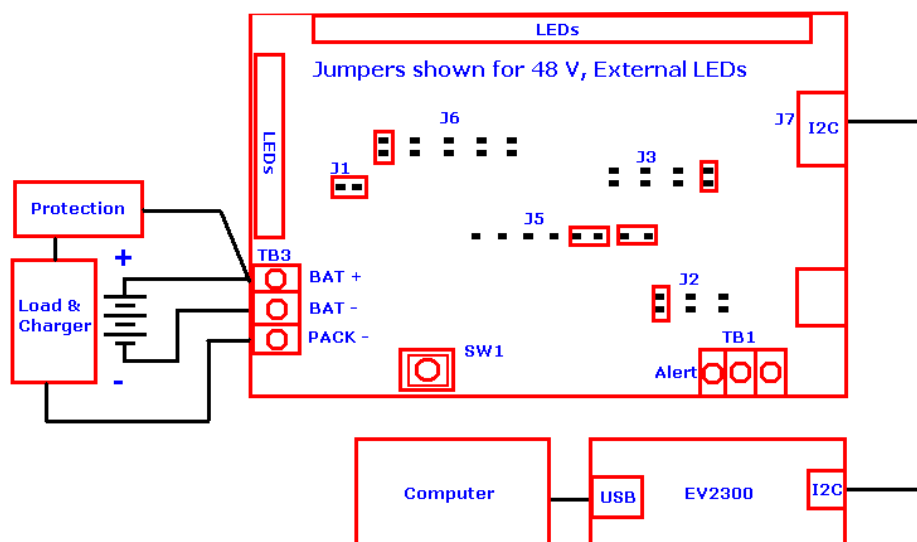 LEDs
Jumpers shown for 48 V, External LEDs
LEDs
J6
J7
I2C
J1
J3
Protection
J5
+
TB3
BAT +
Load &
Charger
BAT -
J2
PACK -
-
SW1
TB1
Alert
Computer
USB
EV2300
I2C